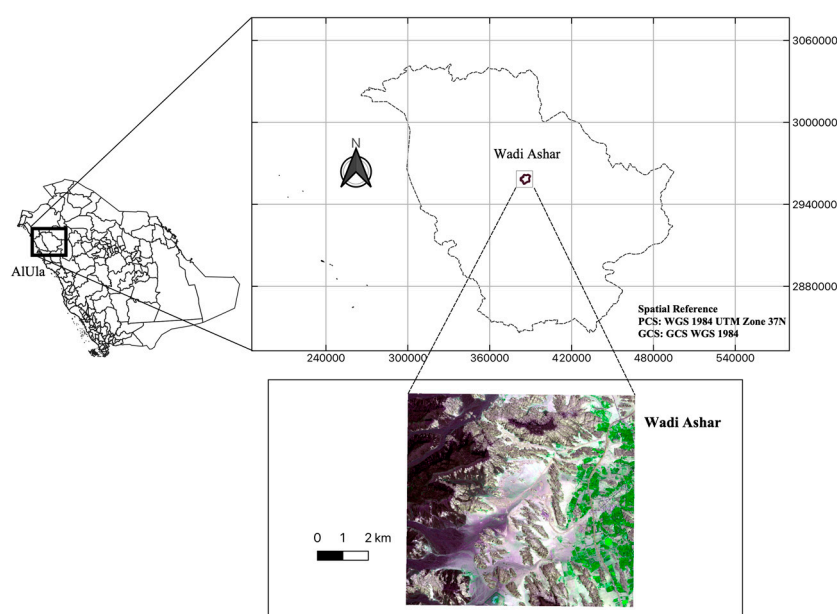 3060000
N
3000000
Wadi Ashar
2940000
AlUla
2880000
Spatial Reference
PCS: WGS 1984 UTM Zone 37N
GCS: GCS WGS 1984
240000 300000 360000 420000 480000 540000
Wadi Ashar
0 1 2 km